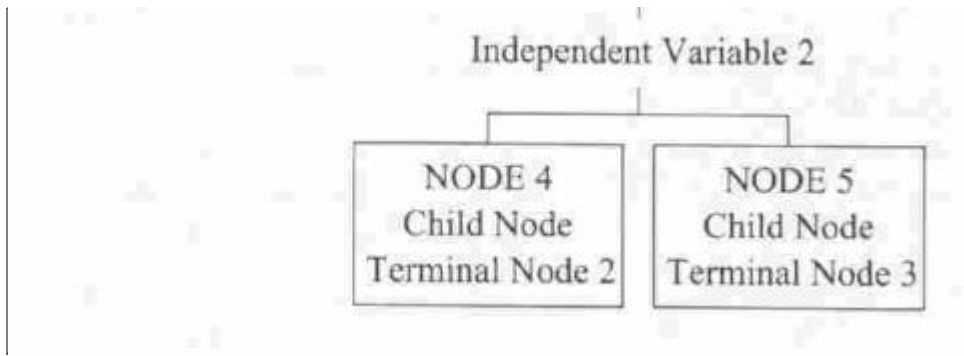 Independent Variable 2
NODE 4
Child Node
Terminal Node 2
NODE 5
Child Node
Terminal Node 3